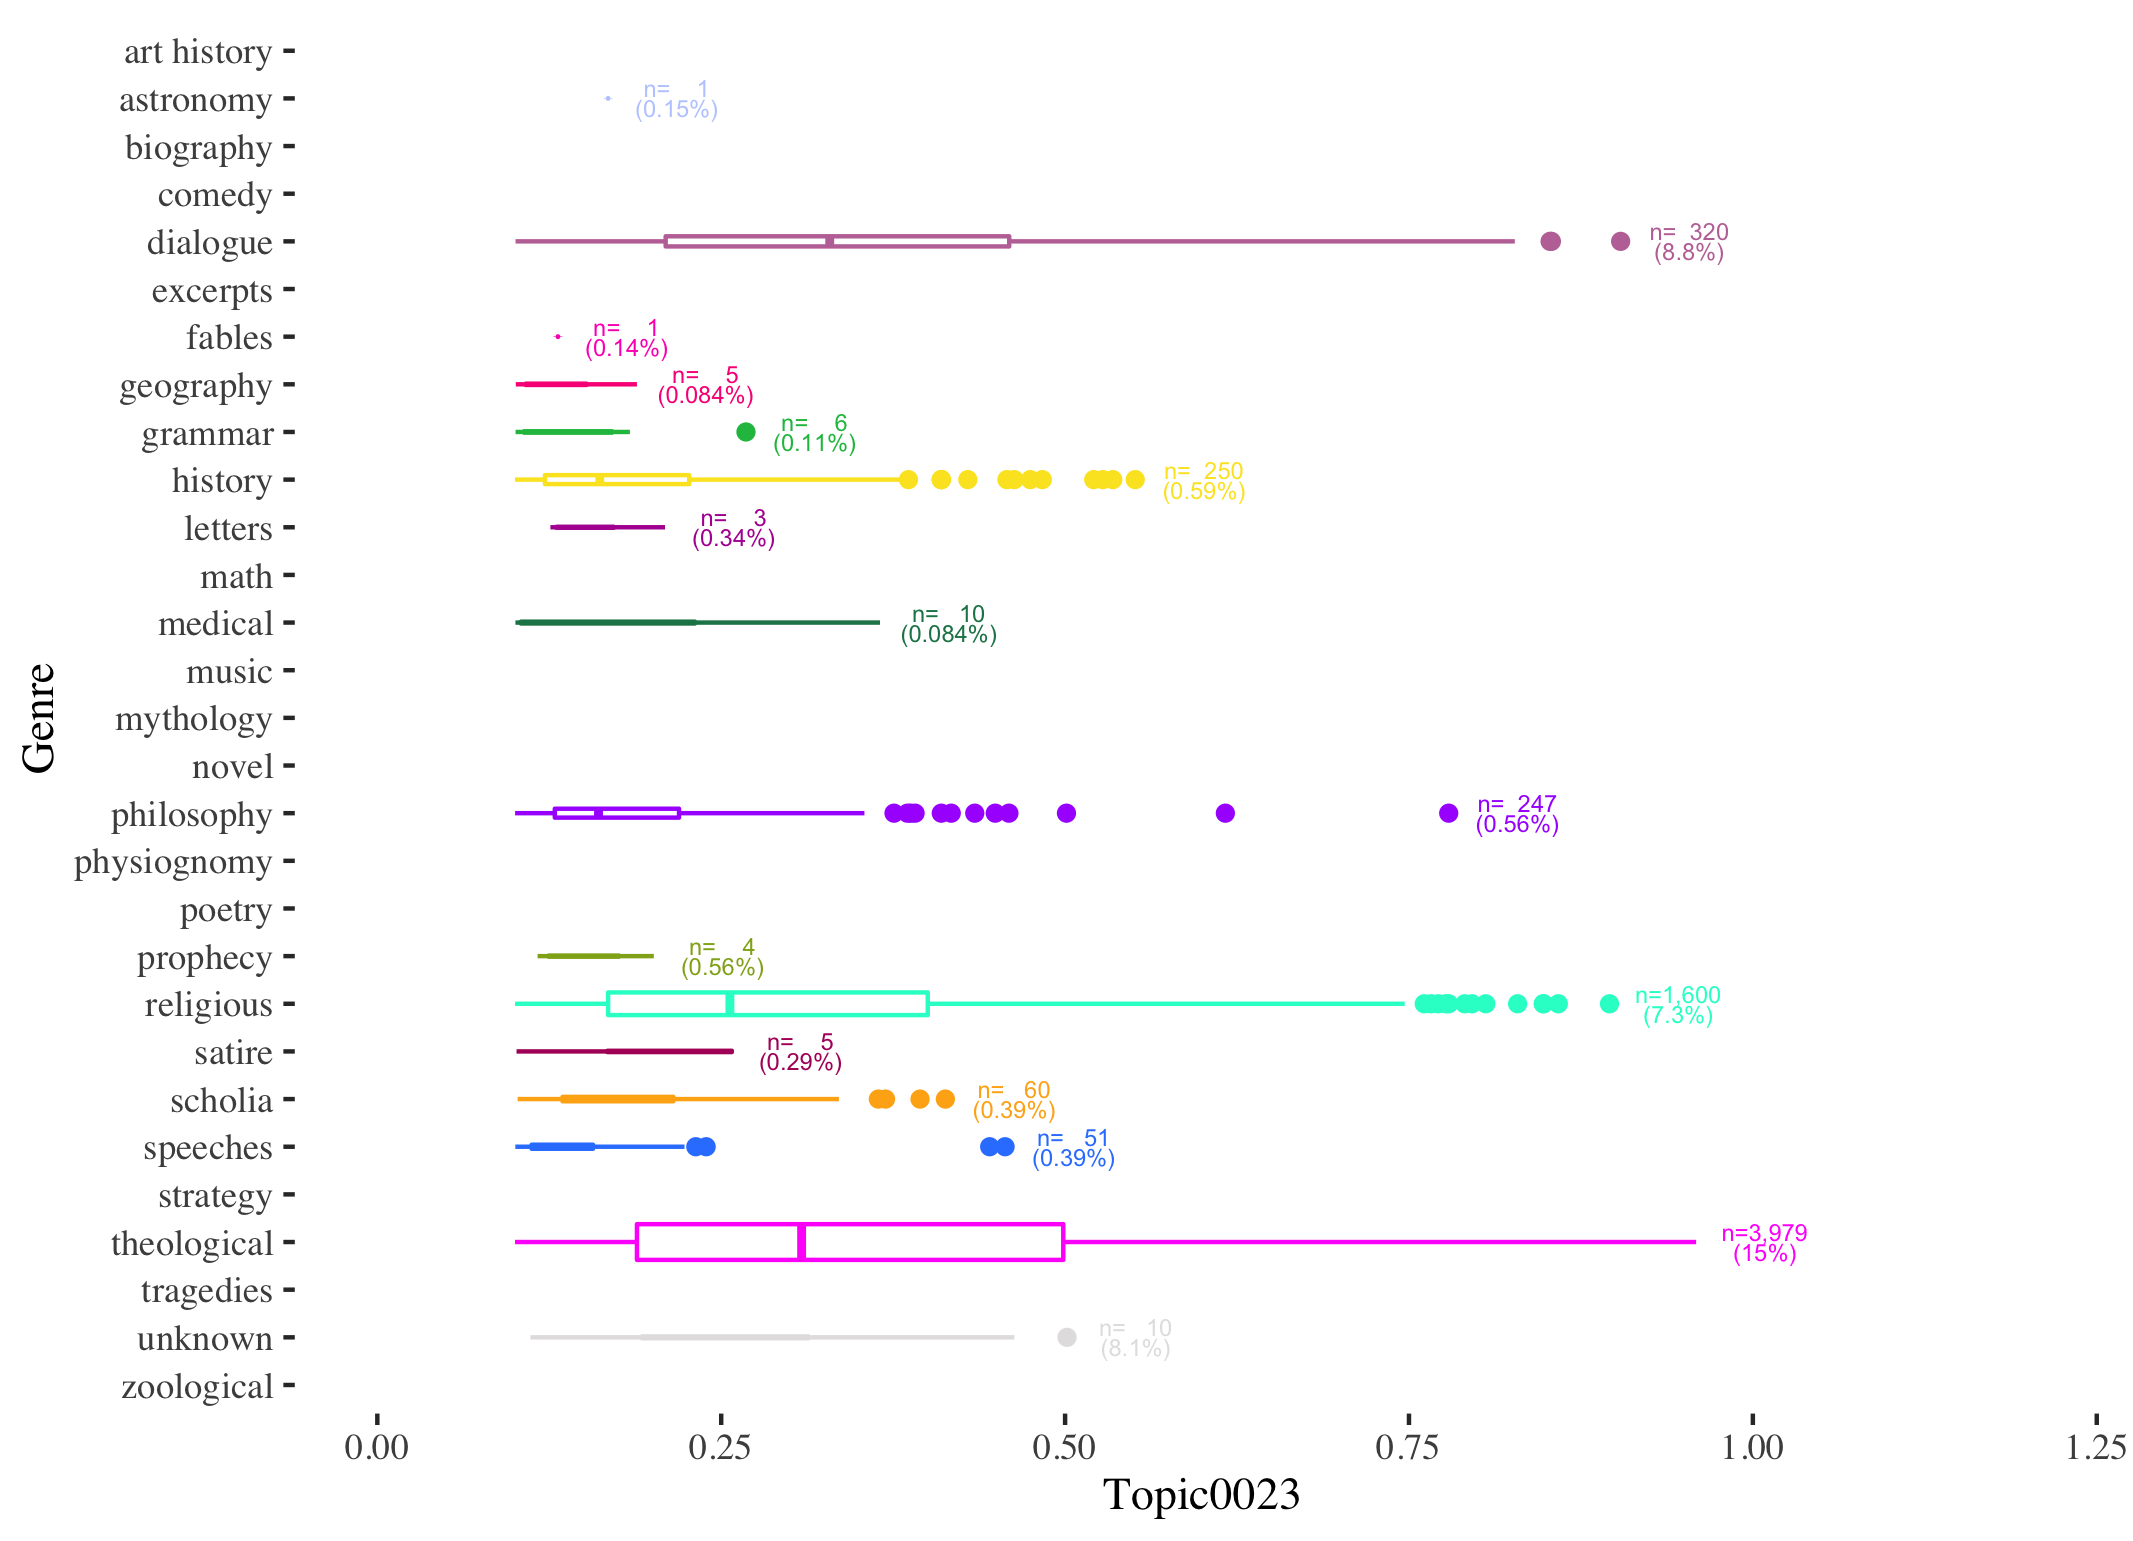 art history
astronomy
n= 1
(0.15%)
biography
comedy
dialogue
n= 320
(8.8%)
excerpts
fables
n= 1
(0.14%)
geography
n= 5
(0.084%)
grammar
n= 6
(0.11%)
history
n= 250
(0.59%)
letters
n= 3
(0.34%)
math
medical
n= 10
(0.084%)
music
mythology
novel
philosophy
n= 247
(0.56%)
physiognomy
poetry
prophecy
n= 4
(0.56%)
religious
n=1,600
(7.3%)
satire
n= 5
(0.29%)
scholia
n= 60
(0.39%)
speeches
n= 51
(0.39%)
strategy
theological
n=3,979
(15%)
tragedies
unknown
n= 10
(8.1%)
zoological
Genre
0.00 0.25 0.50 0.75 1.00 1.25
Topic0023